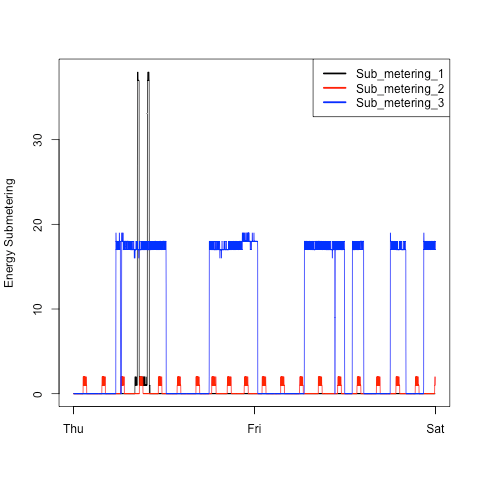 Sub_metering_1
Sub_metering_2
Sub_metering_3
Energy Submetering
30
20
10
0
Thu Fri Sat